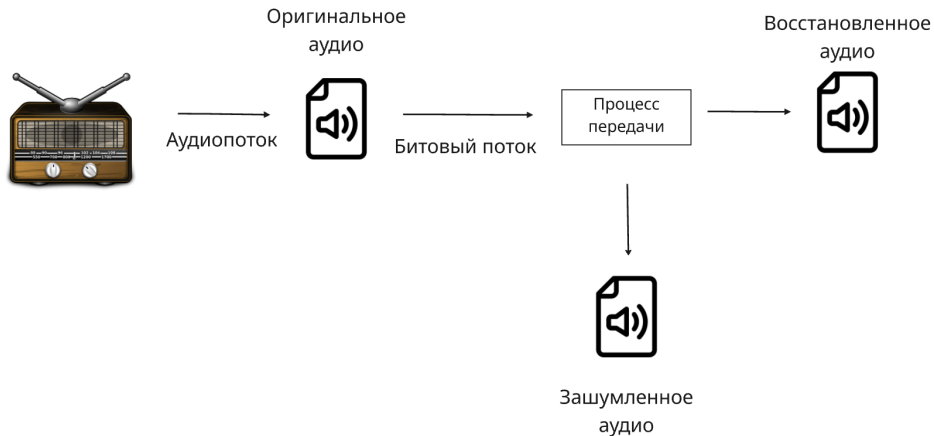 Оригинальное
аудио
Восстановленное
аудио
Процесс
передачи
Аудиопоток
Битовый поток
Зашумленное
аудио